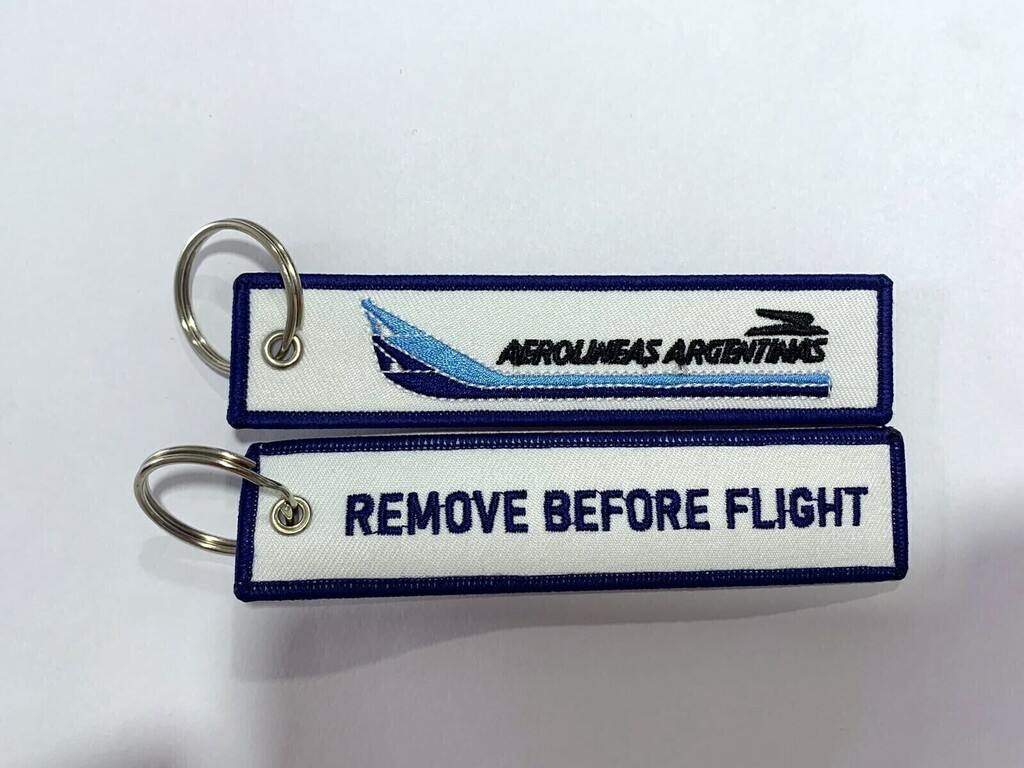 AEROLINEAS ARGENTINAS
REMOVE BEFORE FLIGHT